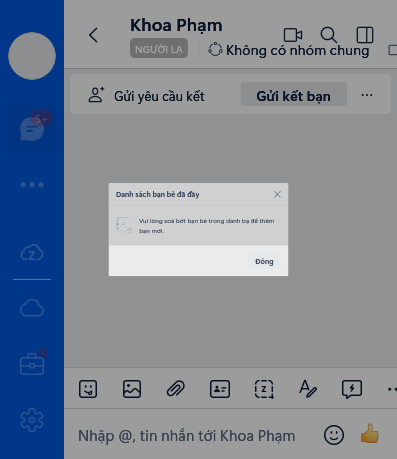 Khoa Phạm
NGƯỜI LẠ
Không có nhóm chung
5+
Gửi yêu cầu kết
Gửi kết bạn
Danh sách bạn bè đã đầy
Vui lòng xoá bớt bạn bè trong danh bạ để thêm
bạn mới.
Đóng
Nhập @, tin nhắn tới Khoa Phạm